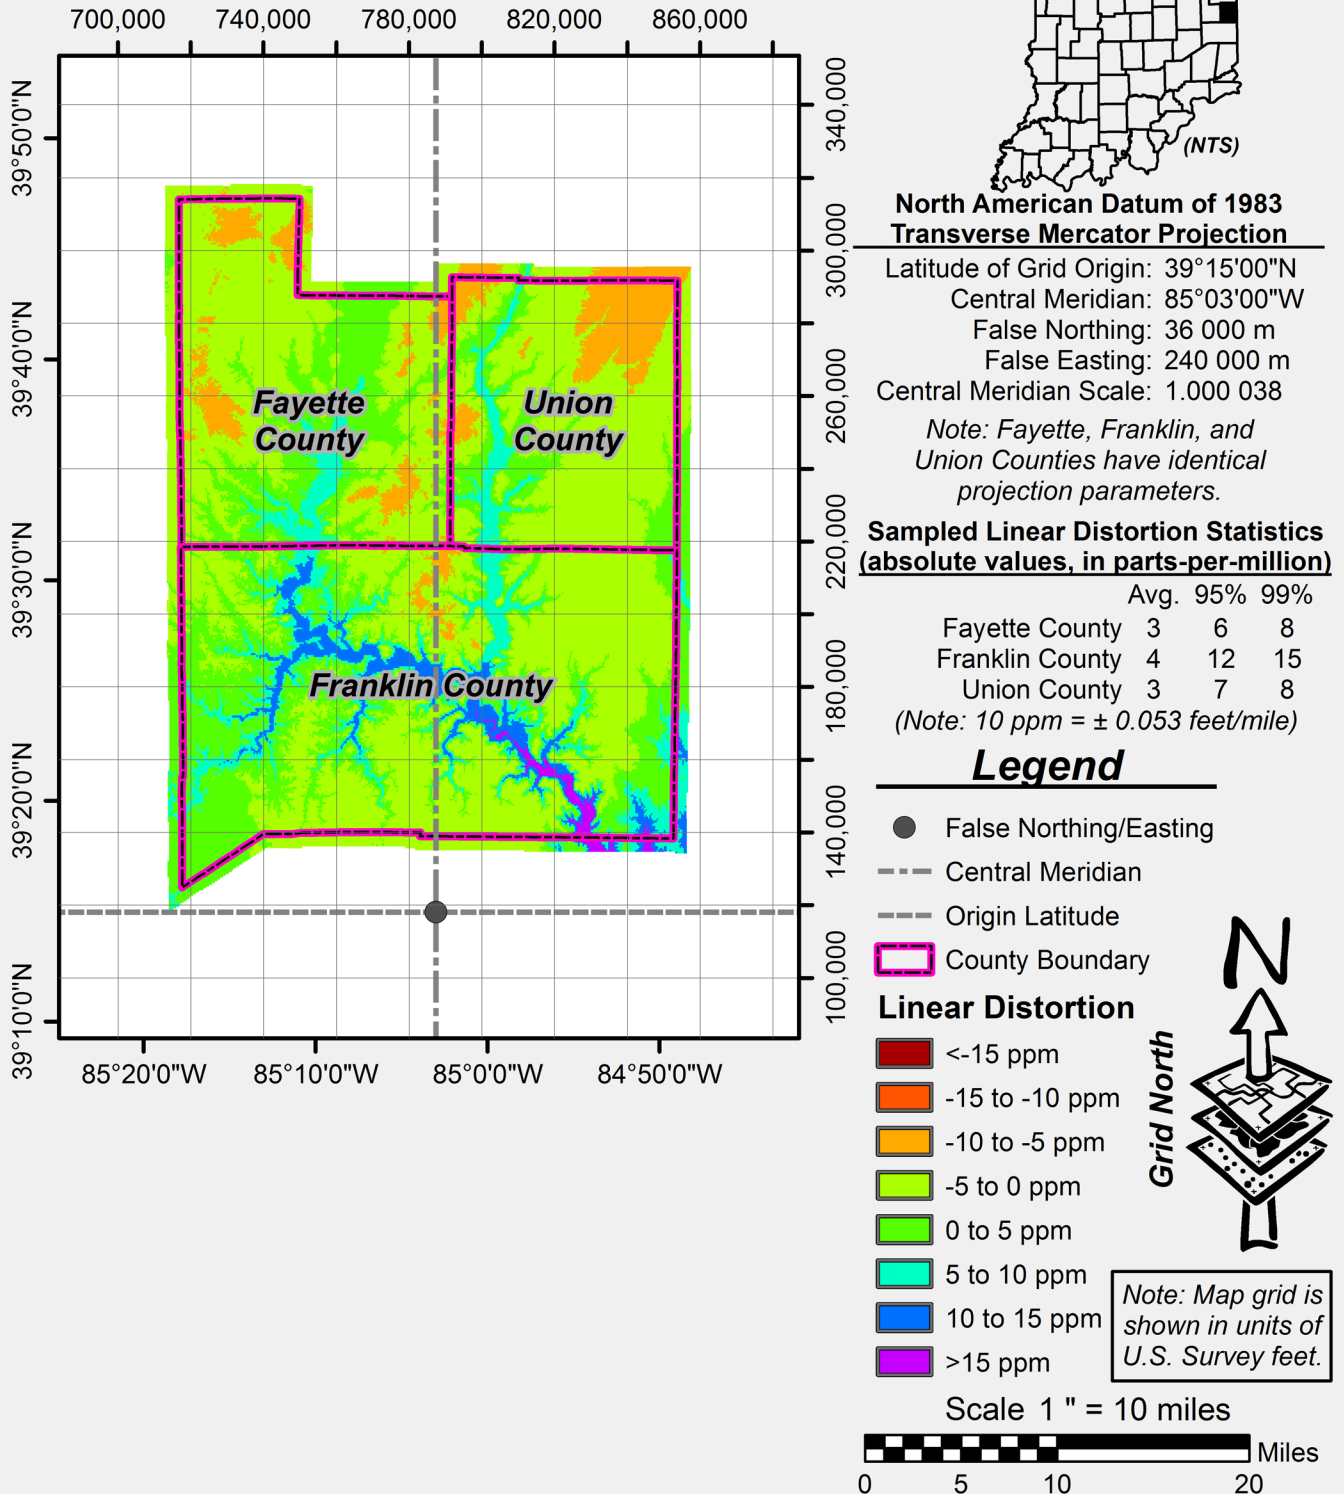 700,000 740,000 780,000 820,000 860,000
39°50'0"N
39°40'0"N
39°30'0"N
39°20'0"N
39°10'0"N
340,000
300,000
260,000
220,000
180,000
140,000
100,000
85°20'0"W 85°10'0"W 85°0'0"W 84°50'0"W
Fayette
County
Union
County
Franklin County
(NTS)
North American Datum of 1983
Transverse Mercator Projection
Latitude of Grid Origin: 39°15'00"N
Central Meridian: 85°03'00"W
False Northing: 36 000 m
False Easting: 240 000 m
Central Meridian Scale: 1.000 038
Note: Fayette, Franklin, and
Union Counties have identical
projection parameters.
Sampled Linear Distortion Statistics
(absolute values, in parts-per-million)
Avg. 95% 99%
Fayette County 3 6 8
Franklin County 4 12 15
Union County 3 7 8
(Note: 10 ppm = ± 0.053 feet/mile)
Legend
False Northing/Easting
Central Meridian
Origin Latitude
County Boundary
Linear Distortion
<-15 ppm
-15 to -10 ppm
-10 to -5 ppm
-5 to 0 ppm
0 to 5 ppm
5 to 10 ppm
10 to 15 ppm
>15 ppm
N
Grid North
Note: Map grid is
shown in units of
U.S. Survey feet.
Scale 1 " = 10 miles
Miles
0 5 10 20